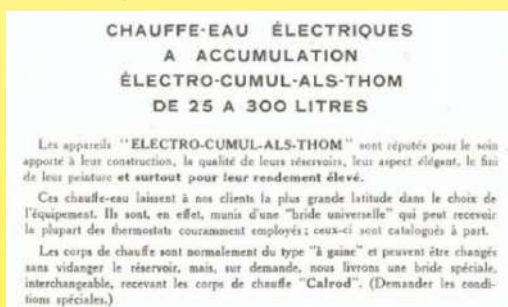 CHAUFFE-EAU ÉLECTRIQUES
A ACCUMULATION
ÉLECTRO-CUMUL-ALS-THOM
DE 25 A 300 LITRES
Les appareils "ELECTRO-CUMUL-ALS-THOM" sont réputés pour le soin
apporté à leur construction, la qualité de leurs réservoirs, leur aspect élégant, le fini
de leur peinture et surtout pour leur rendement élevé.
Ces chauffe-eau laissent à nos clients la plus grande latitude dans le choix de
l'équipement. Ils sont, en effet, munis d'une "bride universelle" qui peut recevoir
la plupart des thermostats couramment employés ; ceux-ci sont catalogués à part.
Les corps de chauffe sont normalement du type "à gaine" et peuvent être changés
sans vidanger le réservoir, mais, sur demande, nous livrons une bride spéciale,
interchangeable, recevant les corps de chauffe "Calrod". (Demander les condi-
tions spéciales.)